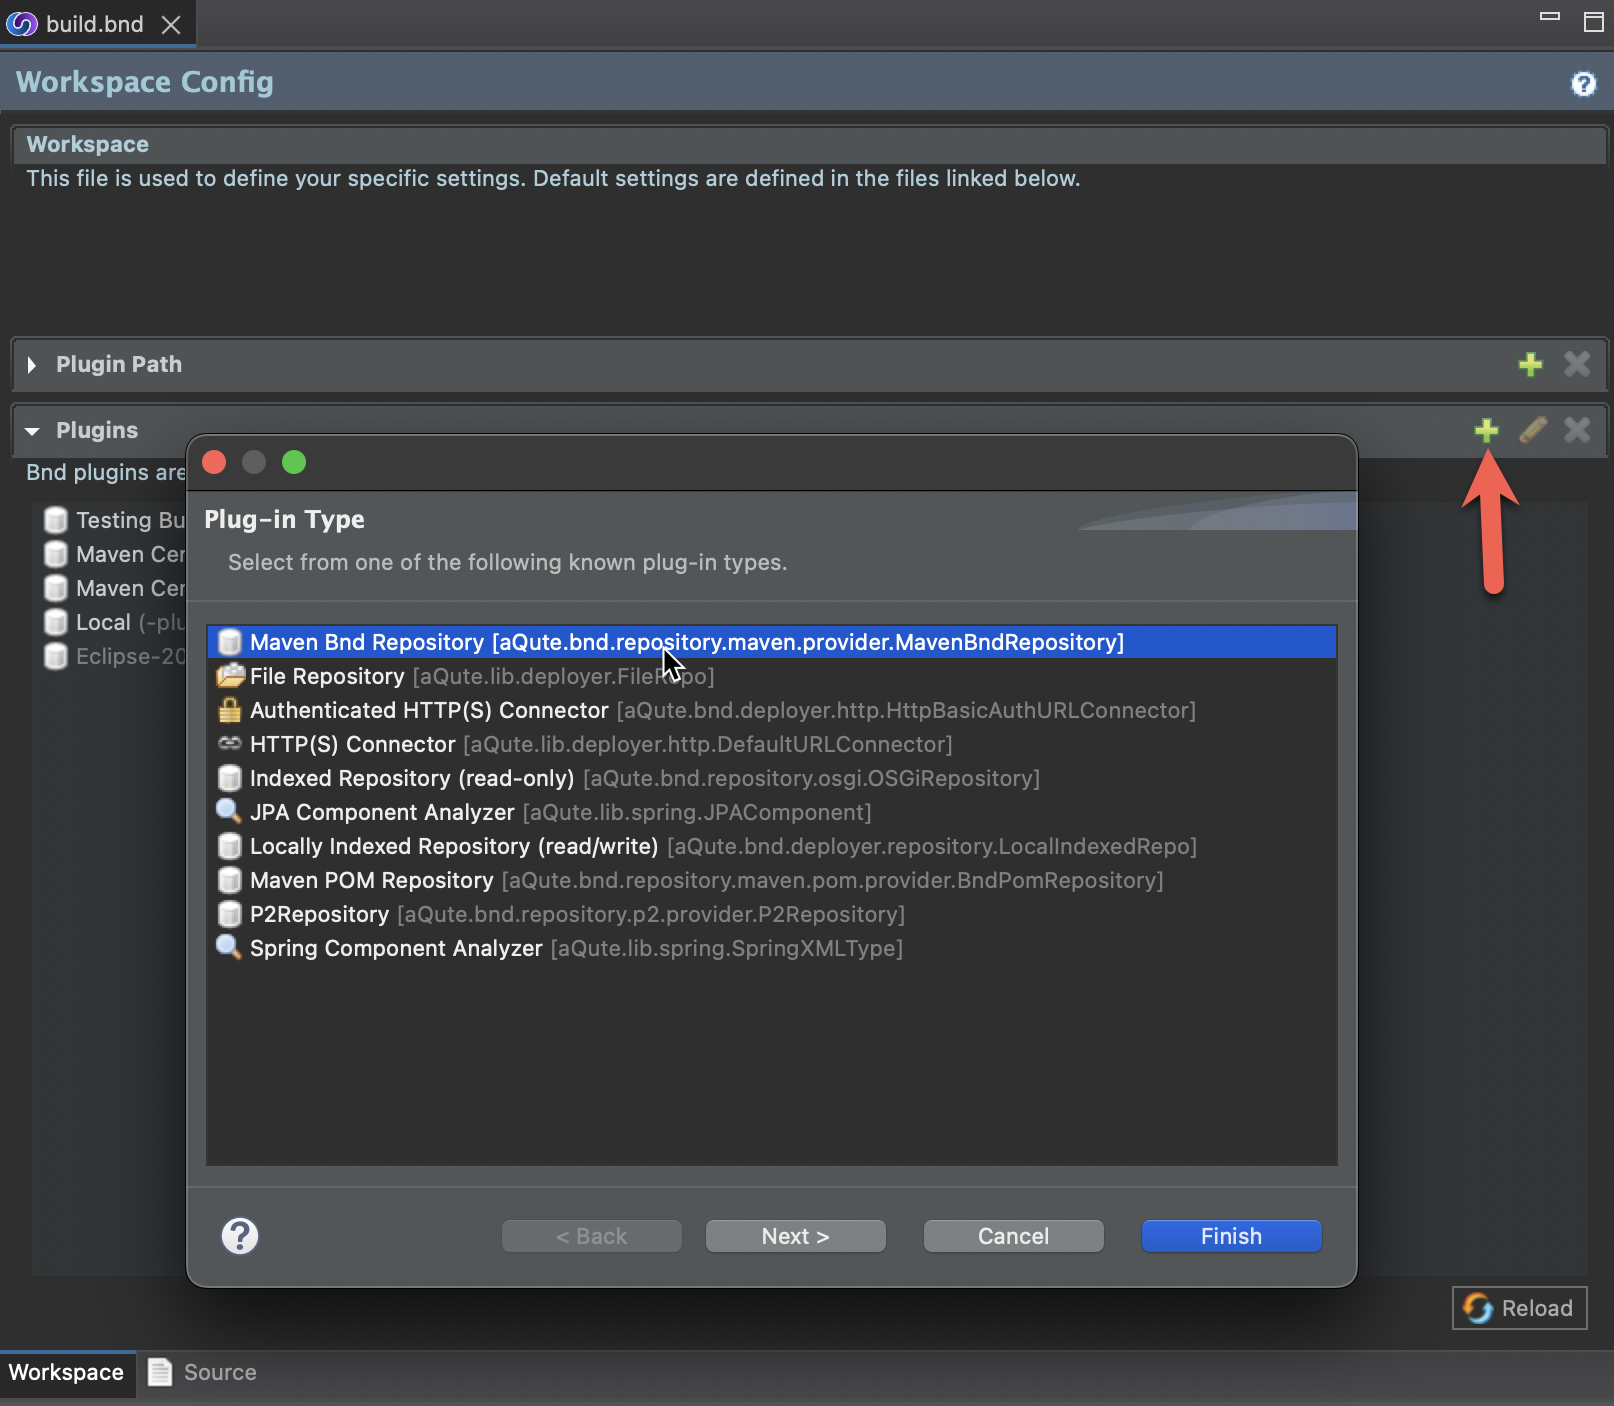 build.bnd
Workspace Config
Workspace
This file is used to define your specific settings. Default settings are defined in the files linked below.
Plugin Path
Plugins
Bnd plugins are
Testing Bu
Maven Cer
Maven Cer
Local (-plu
Eclipse-20
Plug-in Type
Select from one of the following known plug-in types.
Maven Bnd Repository [aQute.bnd.repository.maven.provider.MavenBndRepository]
File Repository [aQute.lib.deployer.FileRepo]
Authenticated HTTP(S) Connector [aQute.bnd.deployer.http.HttpBasicAuthURLConnector]
HTTP(S) Connector [aQute.lib.deployer.http.DefaultURLConnector]
Indexed Repository (read-only) [aQute.bnd.repository.osgi.OSGiRepository]
JPA Component Analyzer [aQute.lib.spring.JPAComponent]
Locally Indexed Repository (read/write) [aQute.bnd.deployer.repository.LocalIndexedRepo]
Maven POM Repository [aQute.bnd.repository.maven.pom.provider.BndPomRepository]
P2Repository [aQute.bnd.repository.p2.provider.P2Repository]
Spring Component Analyzer [aQute.lib.spring.SpringXMLType]
< Back
Next >
Cancel
Finish
Reload
Workspace
Source